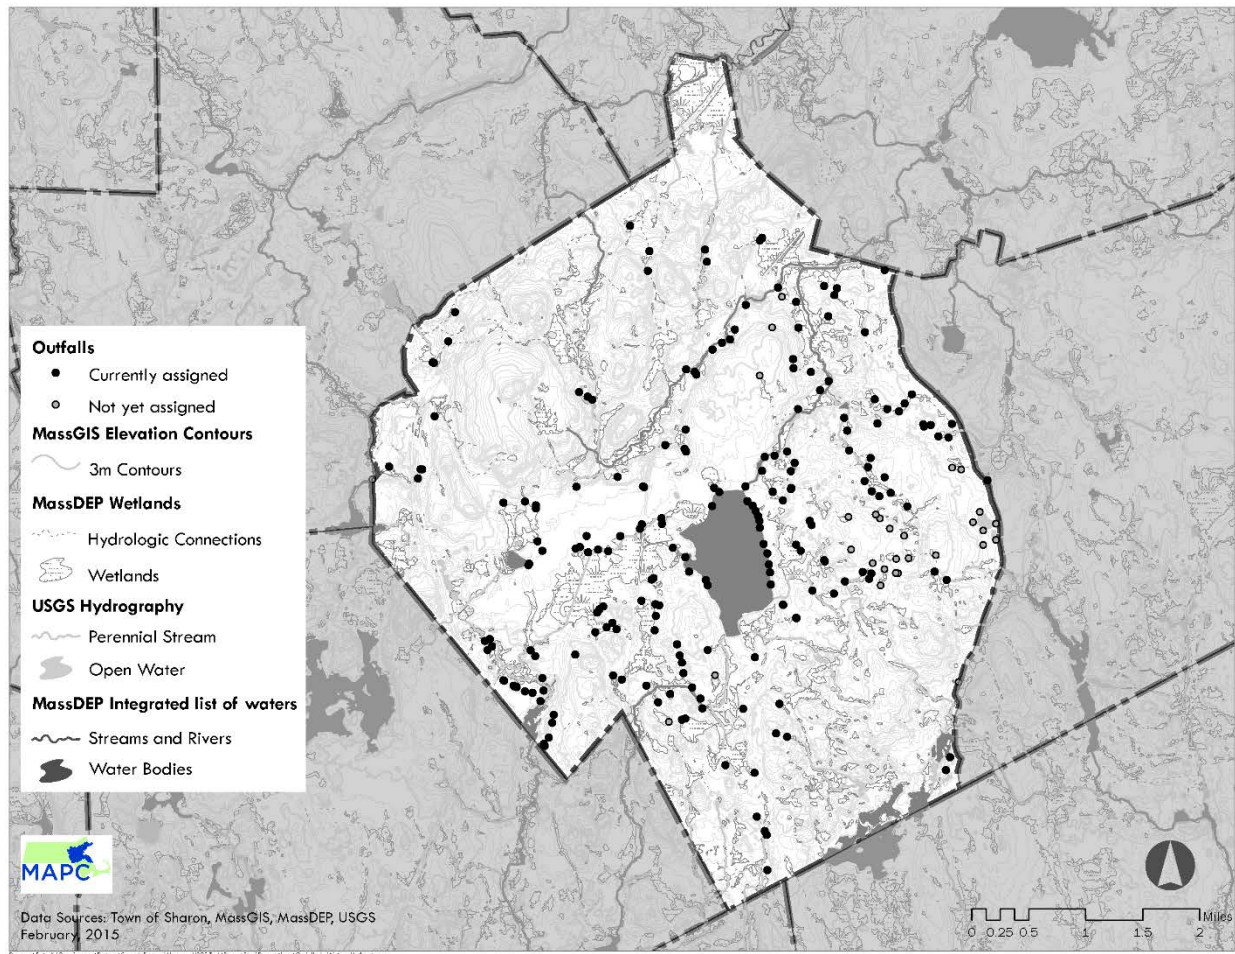 Outfalls
Currently assigned
Not yet assigned
MassGIS Elevation Contours
3m Contours
MassDEP Wetlands
Hydrologic Connections
Wetlands
USGS Hydrography
Perennial Stream
Open Water
MassDEP Integrated list of waters
Streams and Rivers
Water Bodies
MAPC
Data Sources: Town of Sharon, MassGIS, MassDEP, USGS
February, 2015
Miles
0 0.25 0.5 1 1.5 2